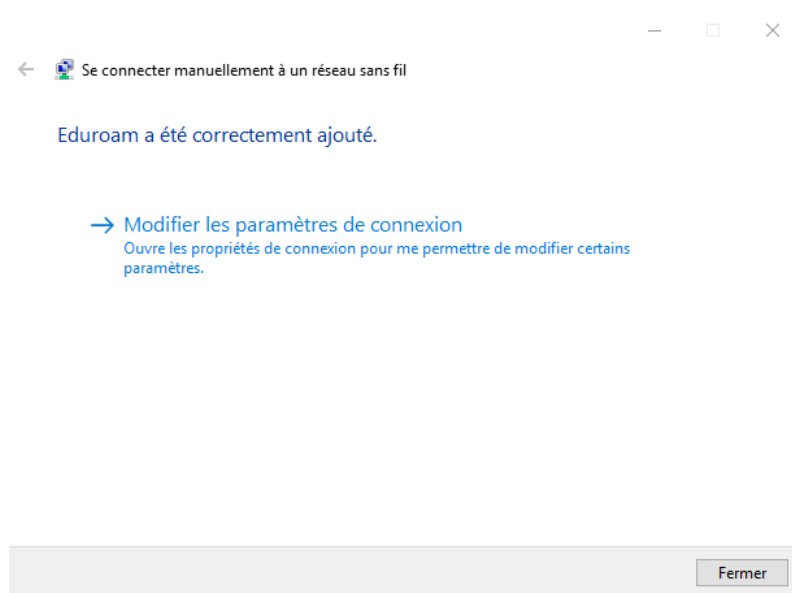 Se connecter manuellement à un réseau sans fil
Eduroam a été correctement ajouté.
Modifier les paramètres de connexion
Ouvre les propriétés de connexion pour me permettre de modifier certains
paramètres.
Fermer